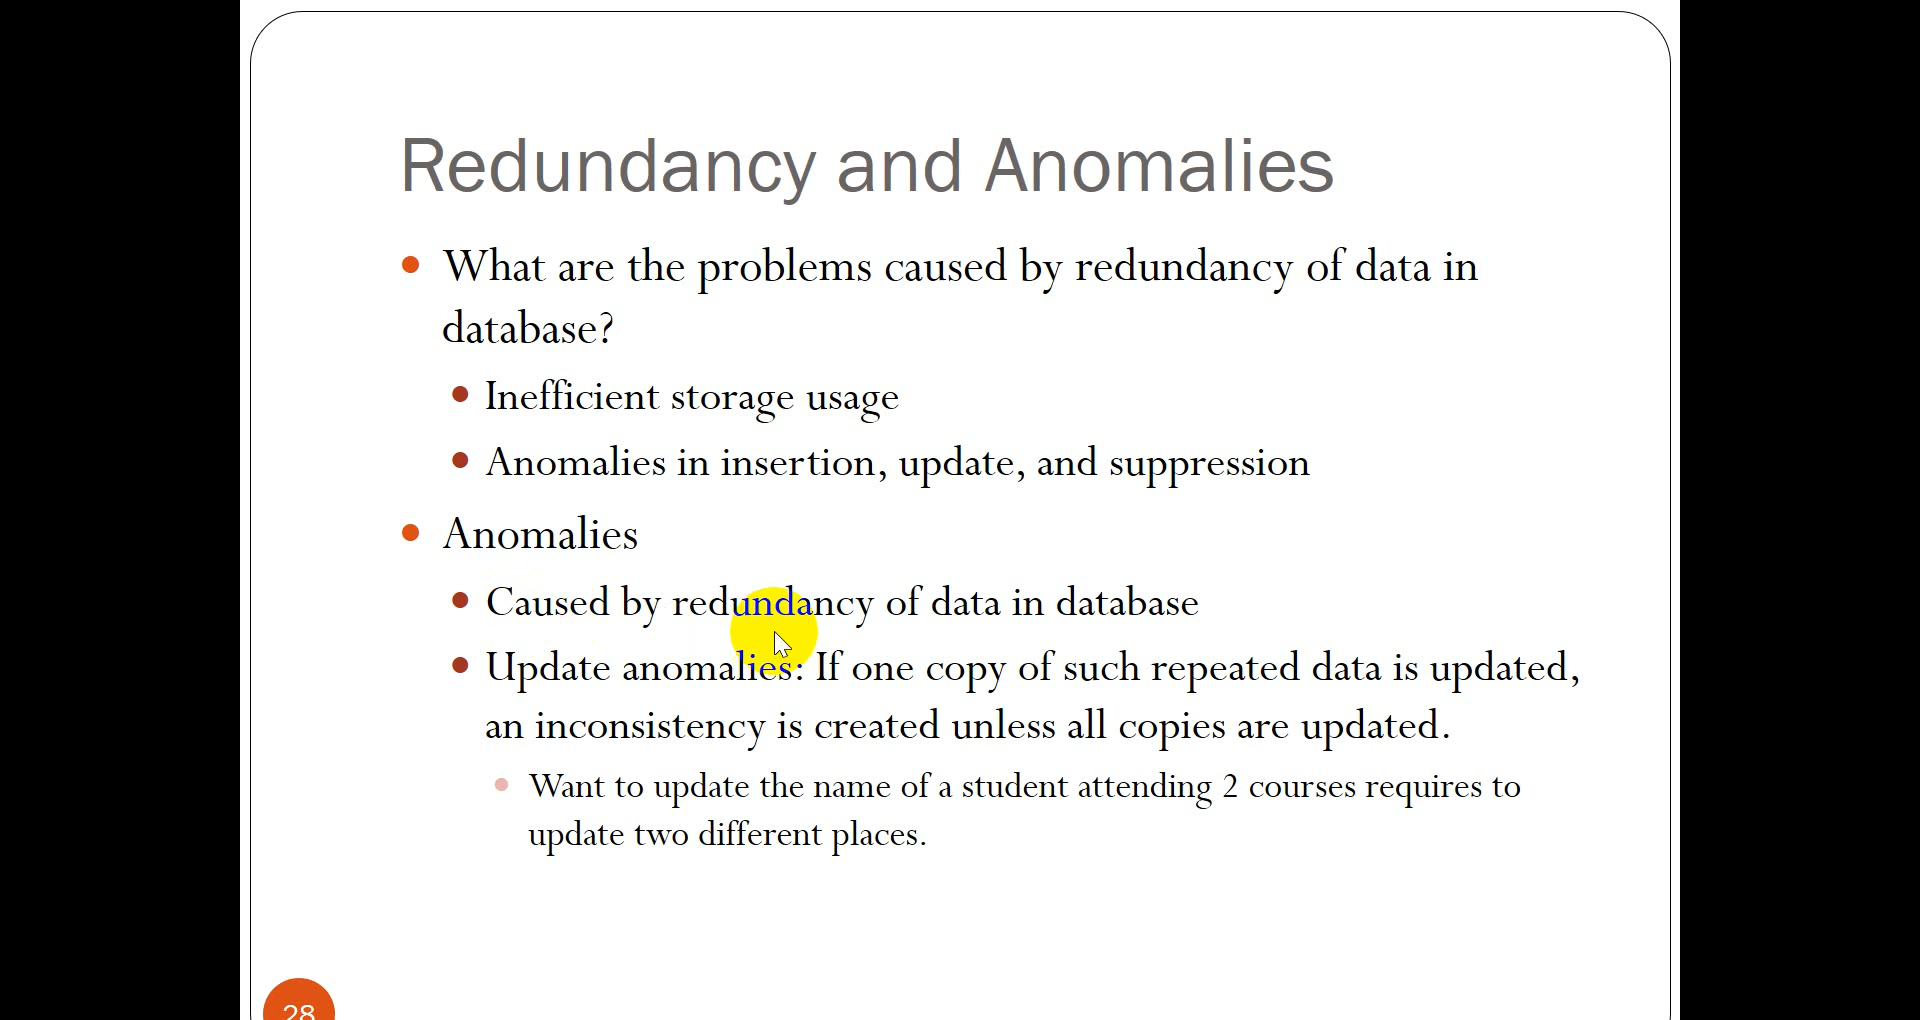 Redundancy and Anomalies
What are the problems caused by redundancy of data in
database?
Inefficient storage usage
Anomalies in insertion, update, and suppression
Anomalies
Caused by redundancy of data in database
Update anomalies: If one copy of such repeated data is updated,
an inconsistency is created unless all copies are updated.
Want to update the name of a student attending 2 courses requires to
update two different places.
28